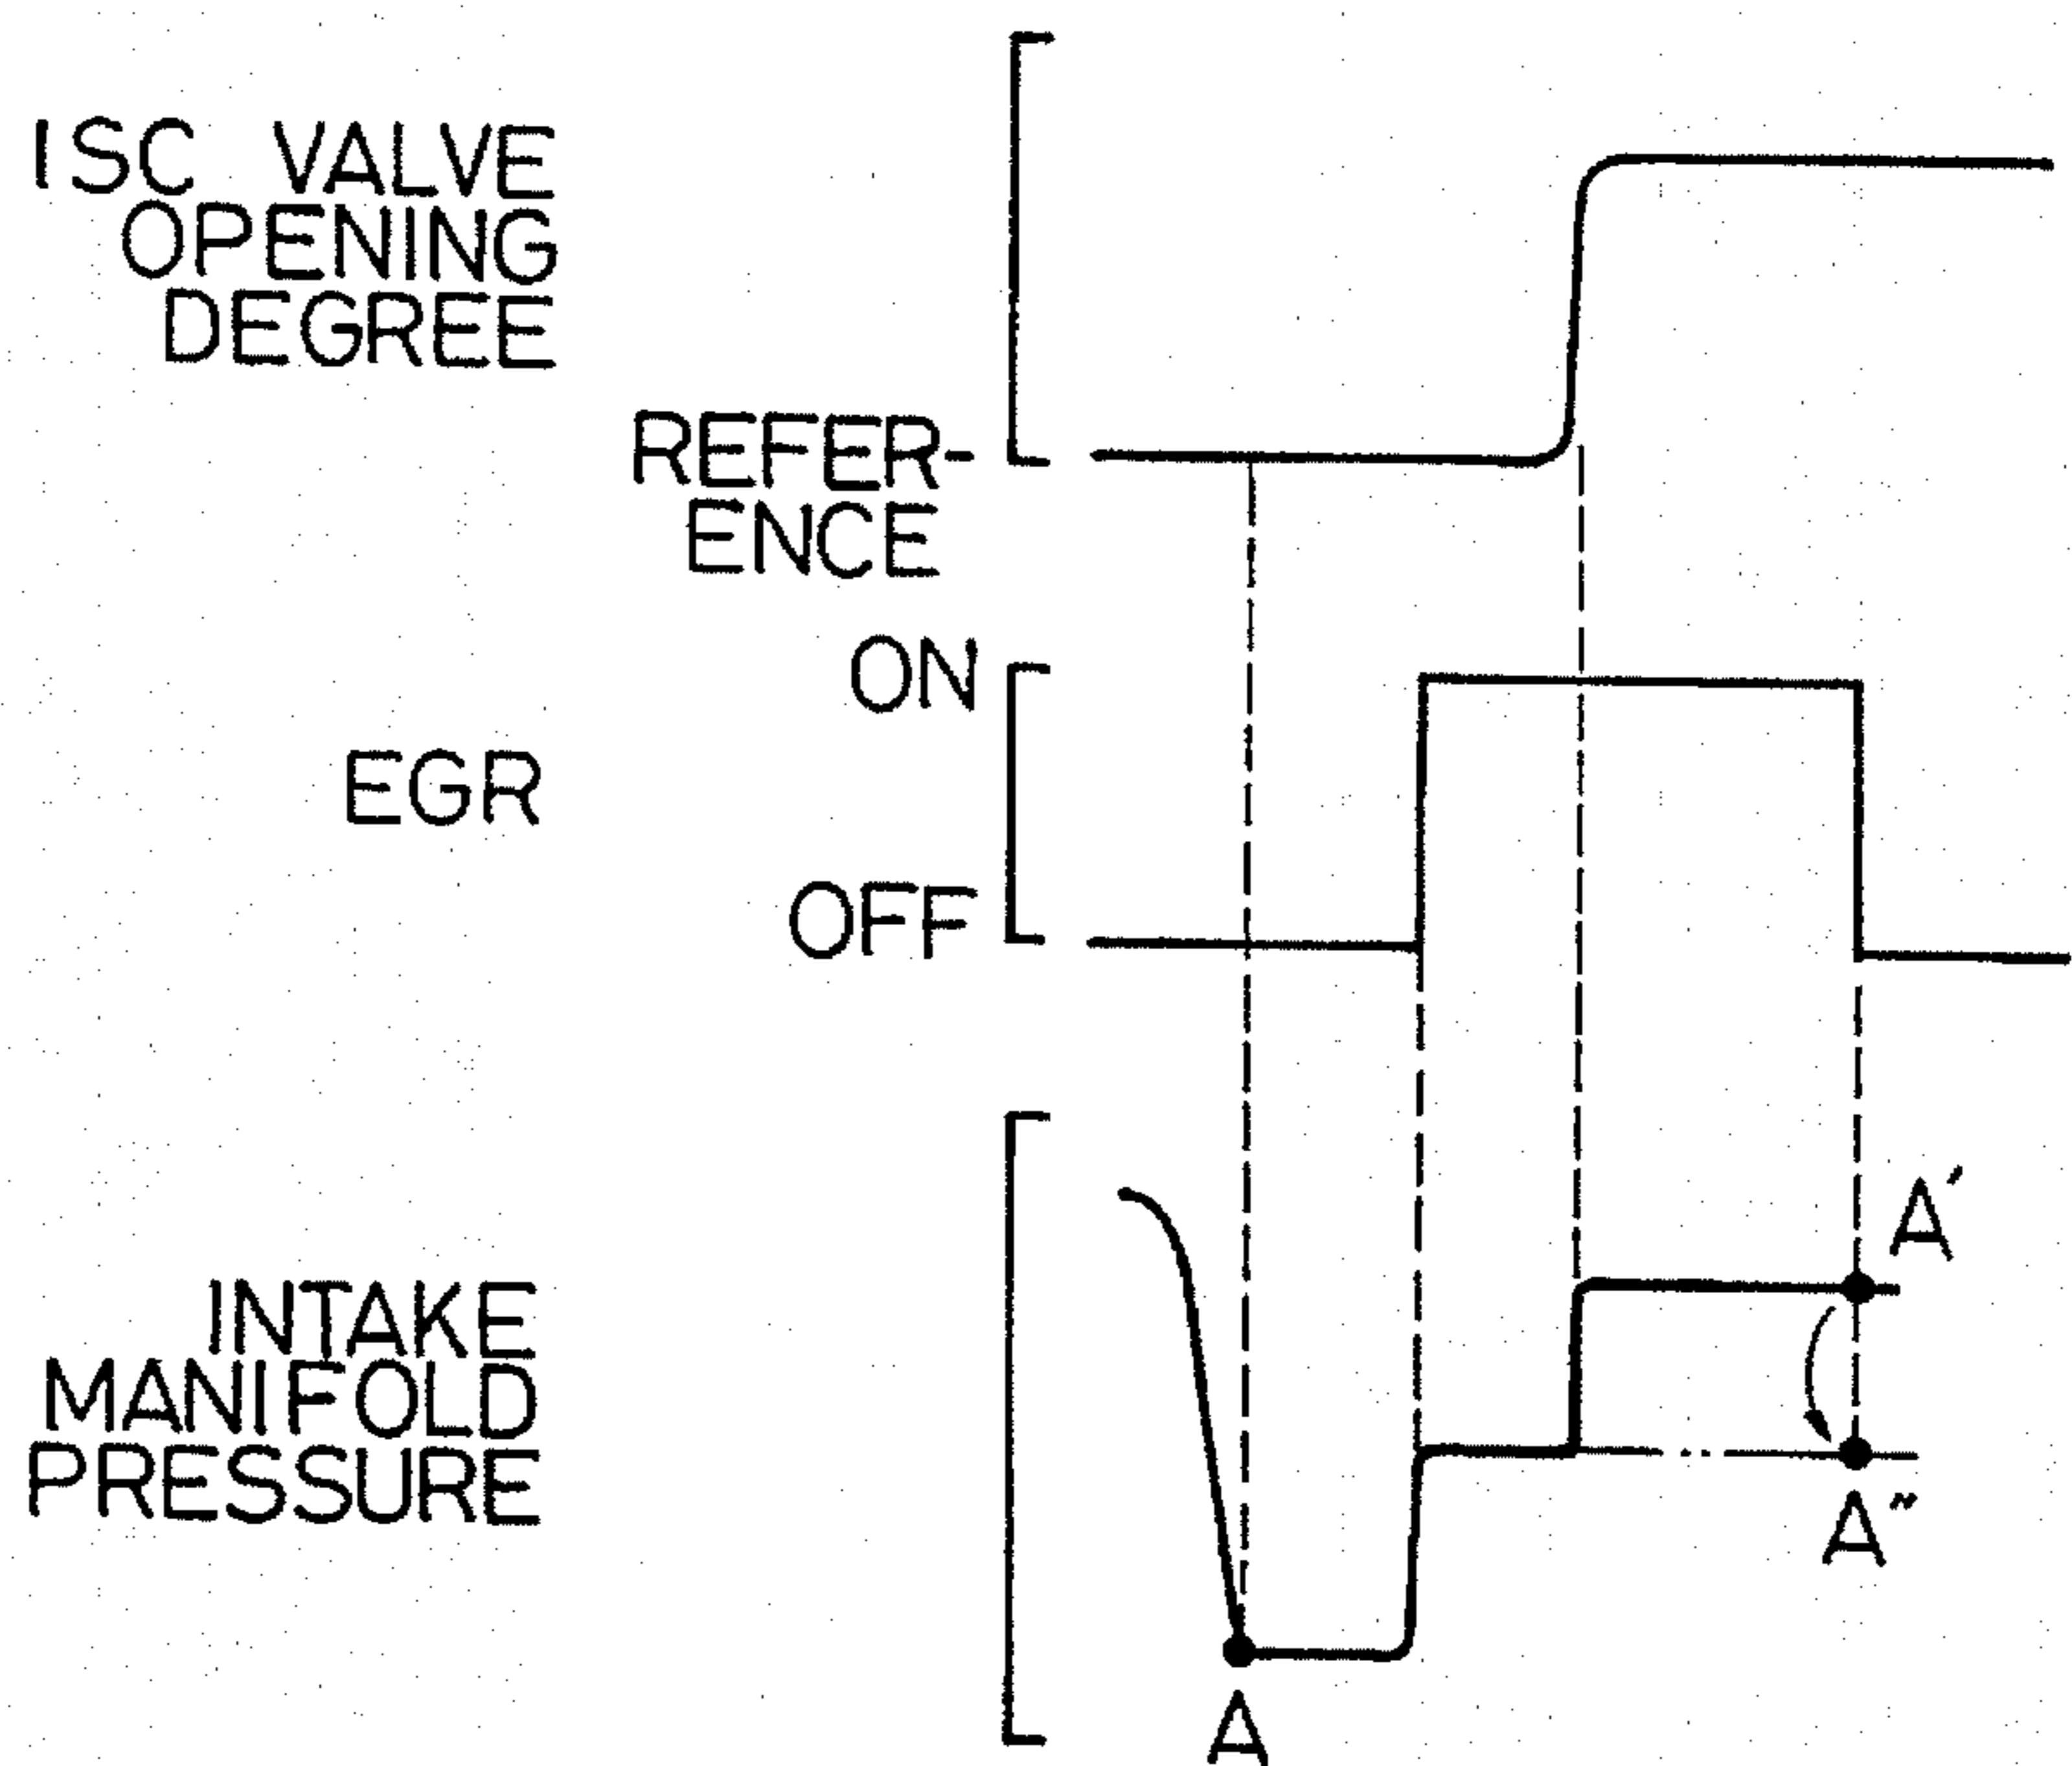 ISC VALVE
OPENING
DEGREE
REFER-
ENCE
ON
EGR
OFF
INTAKE
MANIFOLD
PRESSURE
A'
A"
A